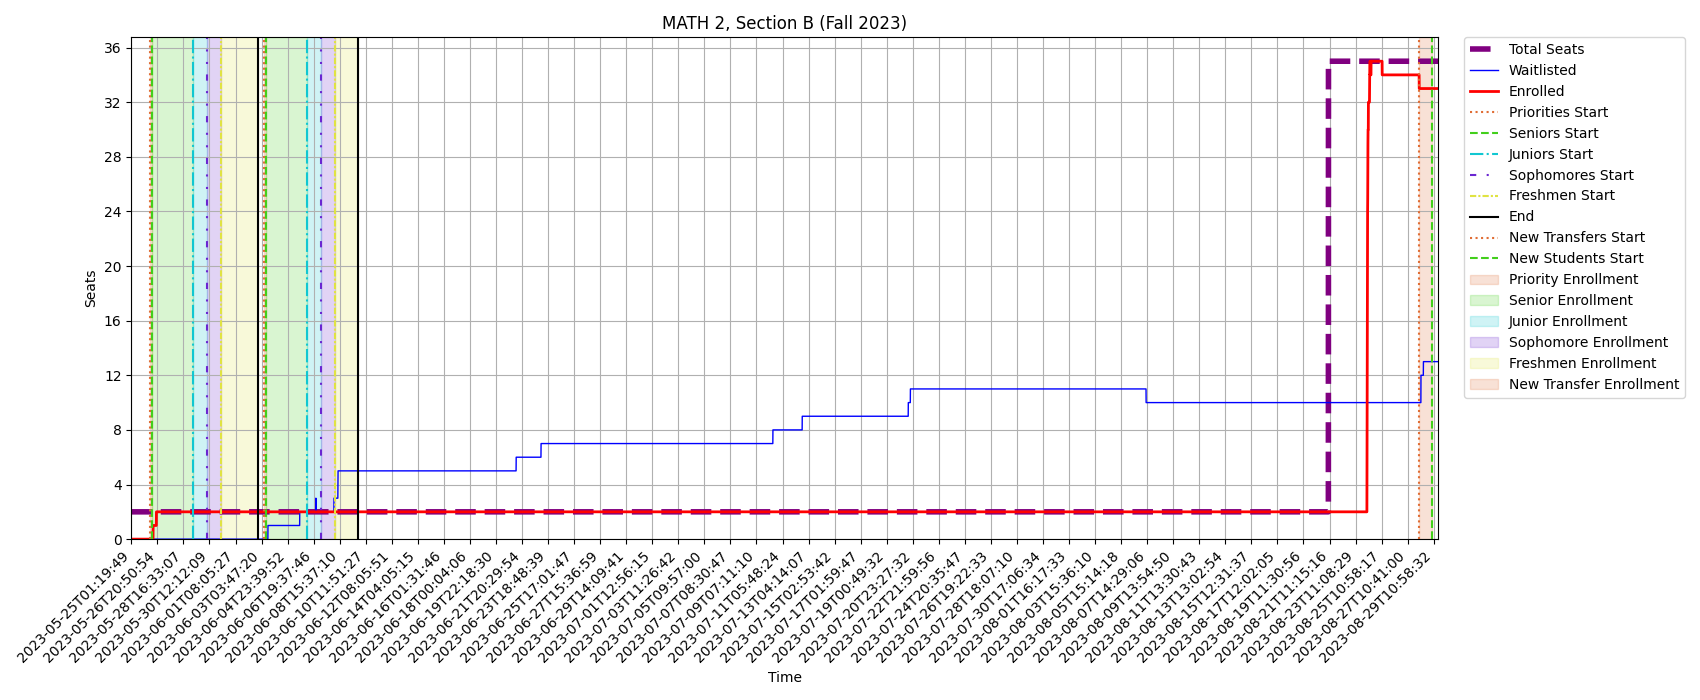 MATH 2, Section B (Fall 2023)
Seats
36
32
28
24
20
16
12
8
4
0
2023-05-25T01:19:49
2023-05-26T20:50:54
2023-05-28T16:33:07
2023-05-30T12:12:09
2023-06-01T08:05:27
2023-06-03T03:47:20
2023-06-04T23:39:52
2023-06-06T19:37:46
2023-06-08T15:37:10
2023-06-10T11:51:27
2023-06-12T08:05:51
2023-06-14T04:05:15
2023-06-16T01:31:46
2023-06-18T00:04:06
2023-06-19T22:18:30
2023-06-21T20:29:54
2023-06-23T18:48:39
2023-06-25T17:01:47
2023-06-27T15:36:59
2023-06-29T14:09:41
2023-07-01T12:56:15
2023-07-03T11:26:42
2023-07-05T09:57:00
2023-07-07T08:30:47
2023-07-09T07:11:10
2023-07-11T05:48:24
2023-07-13T04:14:07
2023-07-15T02:53:42
2023-07-17T01:59:47
2023-07-19T00:49:32
2023-07-20T23:27:32
2023-07-22T21:59:56
2023-07-24T20:35:47
2023-07-26T19:22:33
2023-07-28T18:07:10
2023-07-30T17:06:34
2023-08-01T16:17:33
2023-08-03T15:36:10
2023-08-05T15:14:18
2023-08-07T14:29:06
2023-08-09T13:54:50
2023-08-11T13:30:43
2023-08-13T13:02:54
2023-08-15T12:31:37
2023-08-17T12:02:05
2023-08-19T11:30:56
2023-08-21T11:15:16
2023-08-23T11:08:29
2023-08-25T10:58:17
2023-08-27T10:41:00
2023-08-29T10:58:32
Time
Total Seats
Waitlisted
Enrolled
Priorities Start
Seniors Start
Juniors Start
Sophomores Start
Freshmen Start
End
New Transfers Start
New Students Start
Priority Enrollment
Senior Enrollment
Junior Enrollment
Sophomore Enrollment
Freshmen Enrollment
New Transfer Enrollment